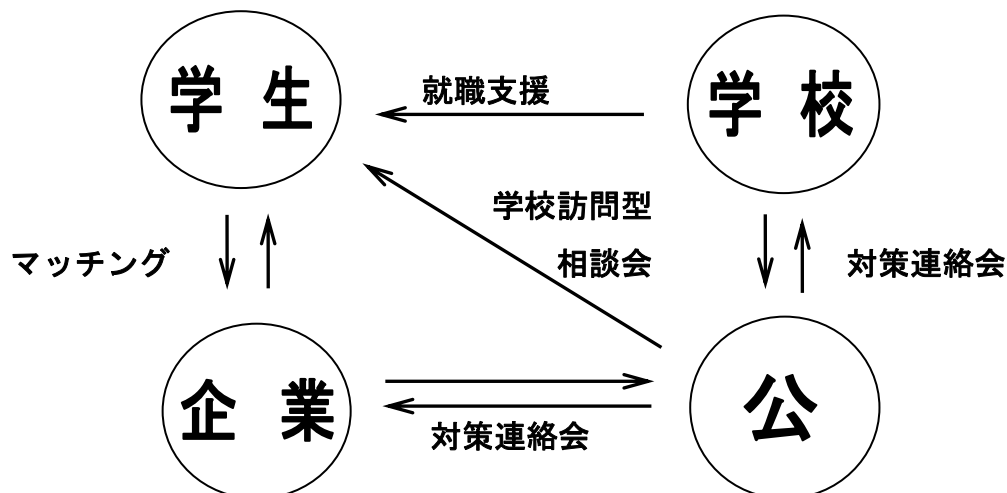 学生
就職支援
学校
学校訪問型
相談会
マッチング
対策連絡会
企業
対策連絡会
公